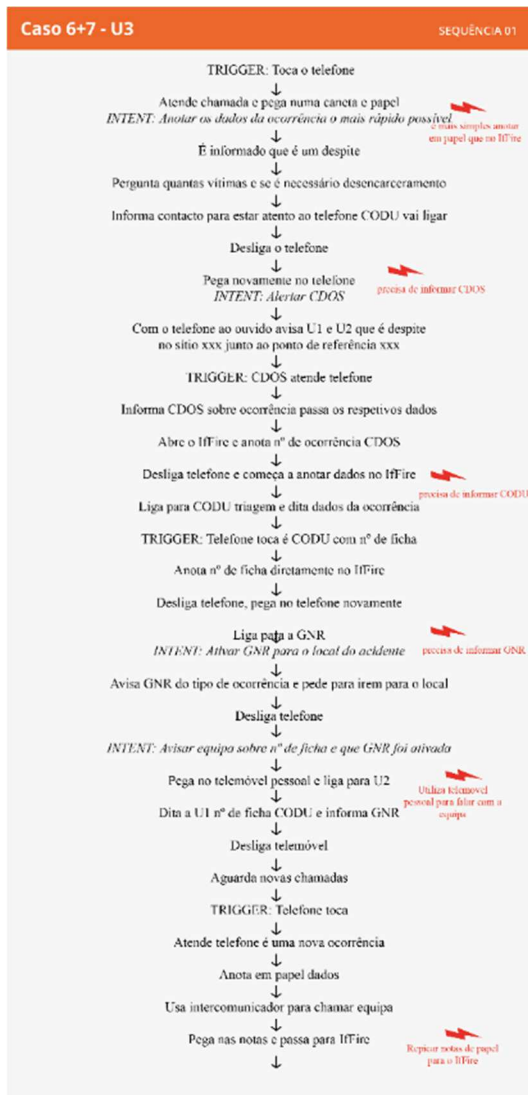 Caso 6+7 - U3
SEQUÊNCIA 01
TRIGGER: Toca o telefone
Atende chamada e pega numa caneta e papel
INTENT: Anotar os dados da ocorrência o mais rápido possível
é mais simples anotar
em papel que no IfFire
É informado que é um despite
Pergunta quantas vítimas e se é necessário desencarceramento
Informa contacto para estar atento ao telefone CODU vai ligar
Desliga o telefone
Pega novamente no telefone
INTENT: Alertar CDOS
precisa de informar CDOS
Com o telefone ao ouvido avisa U1 e U2 que é despite
no sítio xxx junto ao ponto de referência xxx
TRIGGER: CDOS atende telefone
Informa CDOS sobre ocorrência passa os respetivos dados
Abre o IfFire e anota nº de ocorrência CDOS
Desliga telefone e começa a anotar dados no IfFire
precisa de informar CODU
Liga para CODU triagem e dita dados da ocorrência
TRIGGER: Telefone toca é CODU com nº de ficha
Anota nº de ficha diretamente no IfFire
Desliga telefone, pega no telefone novamente
Liga para a GNR
INTENT: Ativar GNR para o local do acidente
precisa de informar GNR
Avisa GNR do tipo de ocorrência e pede para irem para o local
Desliga telefone
INTENT: Avisar equipa sobre nº de ficha e que GNR foi ativada
Pega no telemóvel pessoal e liga para U2
Utiliza telemovel
pessoal para falar com a
equipa
Dita a U1 nº de ficha CODU e informa GNR
Desliga telemóvel
Aguarda novas chamadas
TRIGGER: Telefone toca
Atende telefone é uma nova ocorrência
Anota em papel dados
Usa intercomunicador para chamar equipa
Pega nas notas e passa para IfFire
Repicar notas de papel
para o IfFire